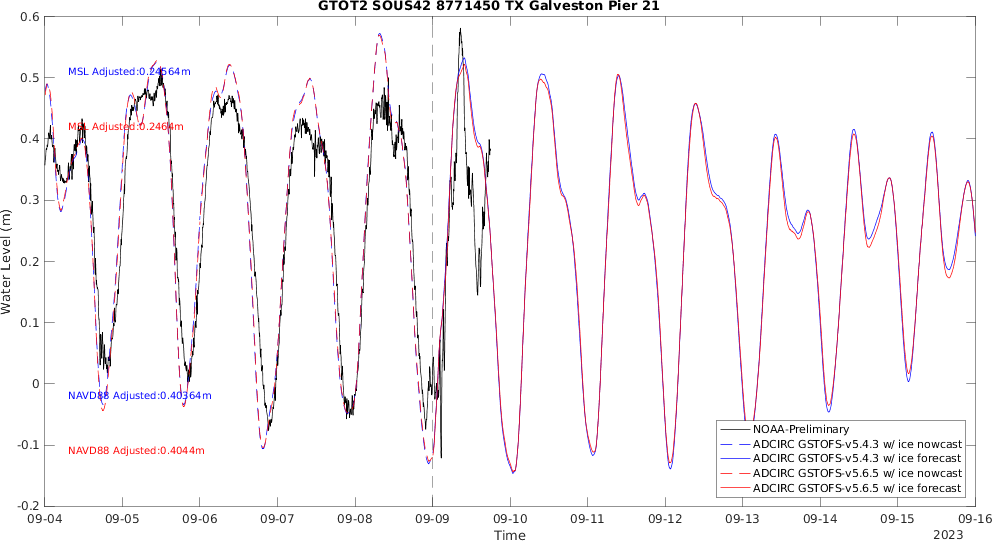 GTOT2 SOUS42 8771450 TX Galveston Pier 21
0.6
0.5
0.4
0.3
0.2
0.1
0
-0.1
-0.2
Water Level (m)
MSL Adjusted:0.24564m
MSL Adjusted:0.2464m
NAVD88 Adjusted:0.40364m
NAVD88 Adjusted:0.4044m
NOAA-Preliminary
ADCIRC GSTOFS-v5.4.3 w/ ice nowcast
ADCIRC GSTOFS-v5.4.3 w/ ice forecast
ADCIRC GSTOFS-v5.6.5 w/ ice nowcast
ADCIRC GSTOFS-v5.6.5 w/ ice forecast
09-04 09-05 09-06 09-07 09-08 09-09 09-10 09-11 09-12 09-13 09-14 09-15 09-16
Time
2023